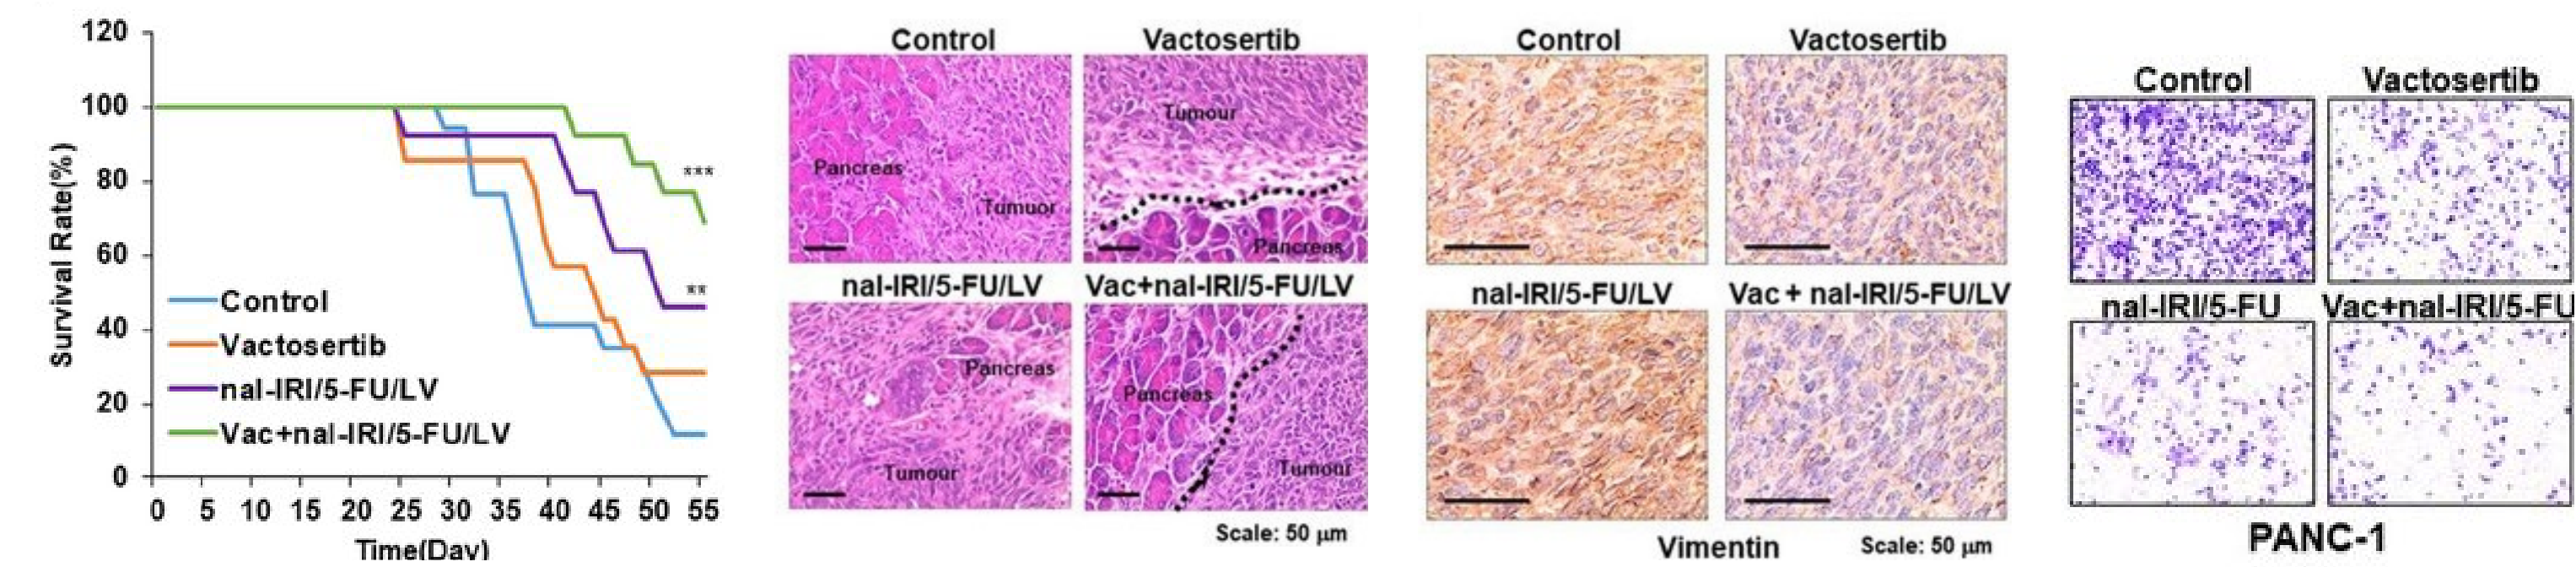 120
100
80
60
40
20
0
Survival Rate(%)
0 5 10 15 20 25 30 35 40 45 50 55
Time(Day)
Control
Vactosertib
nal-IRI/5-FU/LV
Vac+nal-IRI/5-FU/LV
***
**
Control
Vactosertib
Pancreas
Tumuor
Tumour
Pancreas
nal-IRI/5-FU/LV
Vac+nal-IRI/5-FU/LV
Pancreas
Tumour
Pancreas
Tumour
Scale: 50 μm
Control
Vactosertib
nal-IRI/5-FU/LV
Vac + nal-IRI/5-FU/LV
Vimentin
Scale: 50 μm
Control
Vactosertib
nal-IRI/5-FU
Vac+nal-IRI/5-FU
PANC-1